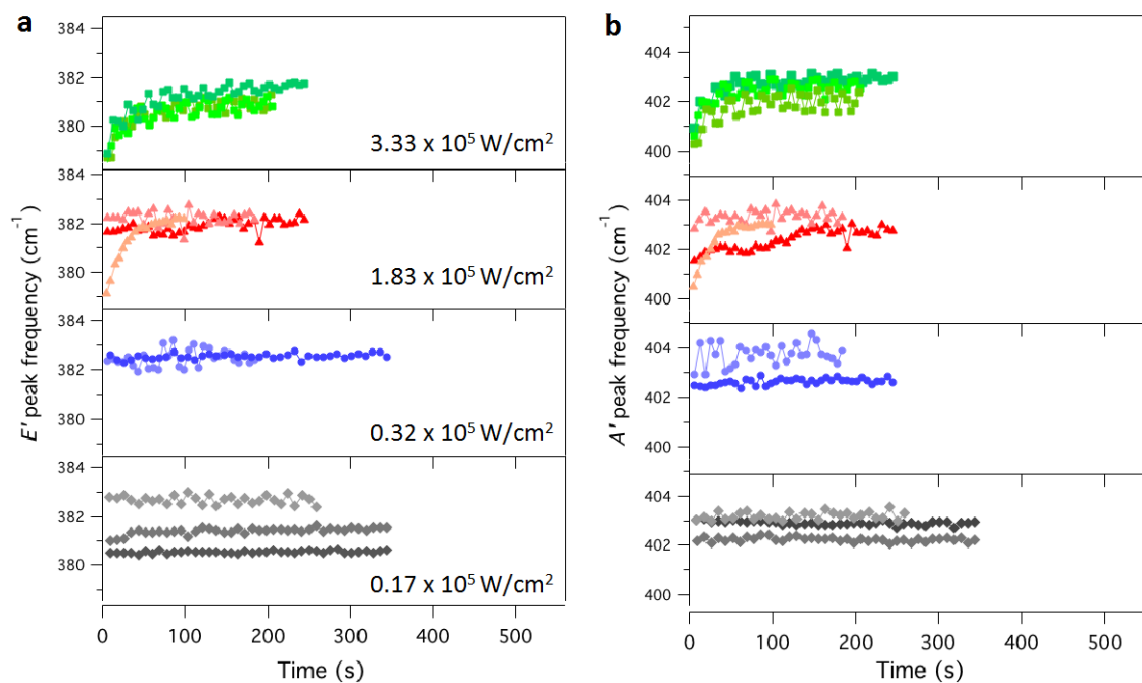 a
384
382
380
3.33 x 10⁵ W/cm²
384
382
380
1.83 x 10⁵ W/cm²
384
382
380
0.32 x 10⁵ W/cm²
384
382
380
0.17 x 10⁵ W/cm²
E' peak frequency (cm⁻¹)
0 100 200 300 400 500
Time (s)
b
404
402
400
404
402
400
404
402
400
404
402
400
A' peak frequency (cm⁻¹)
0 100 200 300 400 500
Time (s)